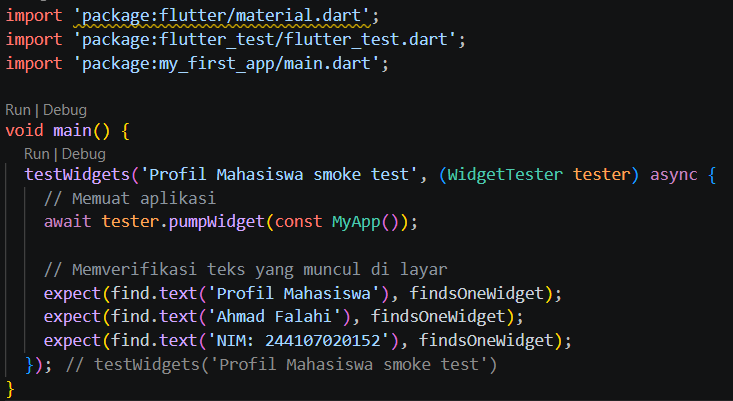 import 'package:flutter/material.dart';
import 'package:flutter_test/flutter_test.dart';
import 'package:my_first_app/main.dart';
Run | Debug
void main() {
Run | Debug
testWidgets('Profil Mahasiswa smoke test', (WidgetTester tester) async {
// Memuat aplikasi
await tester.pumpWidget(const MyApp());
// Memverifikasi teks yang muncul di layar
expect(find.text('Profil Mahasiswa'), findsOneWidget);
expect(find.text('Ahmad Falahi'), findsOneWidget);
expect(find.text('NIM: 244107020152'), findsOneWidget);
}); // testWidgets('Profil Mahasiswa smoke test')
}